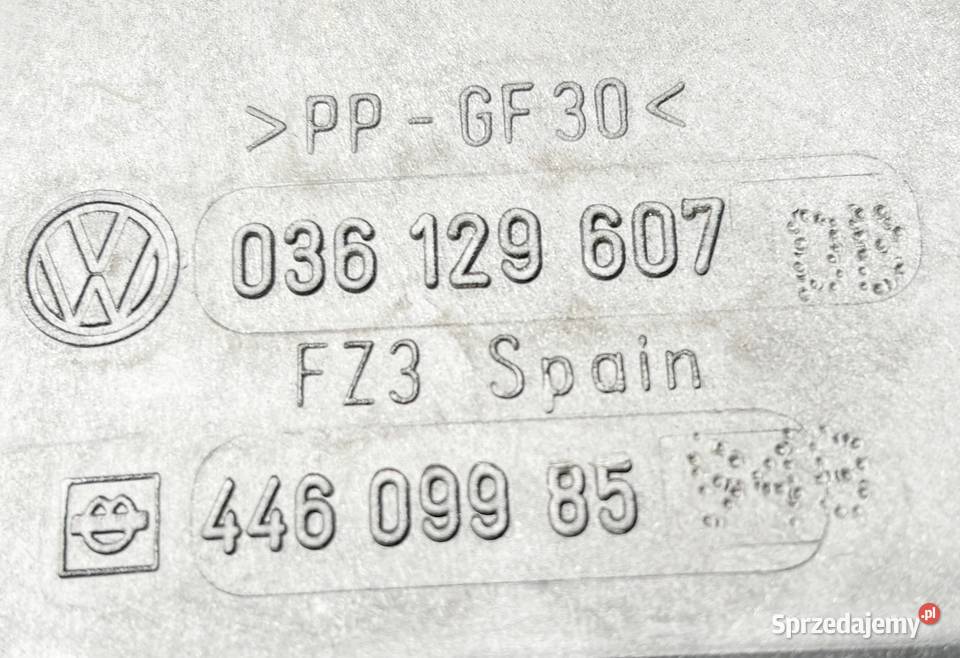 >PP-GF30<
036 129 607
FZ3 Spain
446 099 85
Sprzedajemy.pl